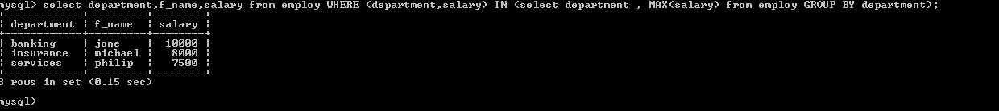 mysql> select department,f_name,salary from employ WHERE (department,salary) IN (select department , MAX(salary) from employ GROUP BY department);
+------------+---------+--------+
| department | f_name  | salary |
+------------+---------+--------+
| banking    | jone    |  10000 |
| insurance  | michael |   8000 |
| services   | philip  |   7500 |
+------------+---------+--------+
3 rows in set (0.15 sec)
mysql>